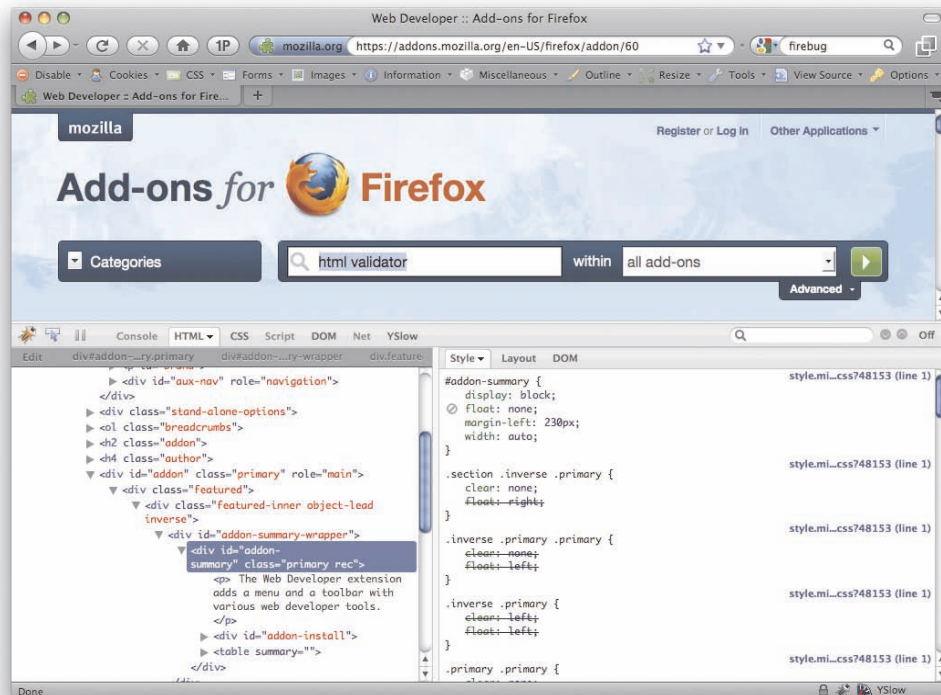 Web Developer :: Add-ons for Firefox
1P mozilla.org https://addons.mozilla.org/en-US/firefox/addon/60 firebug
Disable Cookies CSS Forms Images Information Miscellaneous Outline Resize Tools View Source Options
Web Developer :: Add-ons for Fire... +
mozilla
Register or Log in Other Applications
Add-ons for Firefox
Categories
html validator within all add-ons
Advanced
Console HTML CSS Script DOM Net YSlow Off
Edit div#addon-...ry.primary div#addon-...ry-wrapper div.feature
<div id="aux-nav" role="navigation">
</div>
<div class="stand-alone-options">
<ol class="breadcrumbs">
<h2 class="addon">
<h4 class="author">
<div id="addon" class="primary" role="main">
<div class="featured">
<div class="featured-inner object-lead
inverse">
<div id="addon-summary-wrapper">
<div id="addon-
summary" class="primary rec">
<p> The Web Developer extension
adds a menu and a toolbar with
various web developer tools.
</p>
<div id="addon-install">
<table summary="">
</div>
Style Layout DOM
#addon-summary { style.mi...css?48153 (line 1)
display: block;
float: none;
margin-left: 230px;
width: auto;
}
.section .inverse .primary { style.mi...css?48153 (line 1)
clear: none;
float: right;
}
.inverse .primary .primary { style.mi...css?48153 (line 1)
clear: none;
float: left;
}
.inverse .primary { style.mi...css?48153 (line 1)
clear: left;
float: left;
}
.primary .primary { style.mi...css?48153 (line 1)
Done YSlow